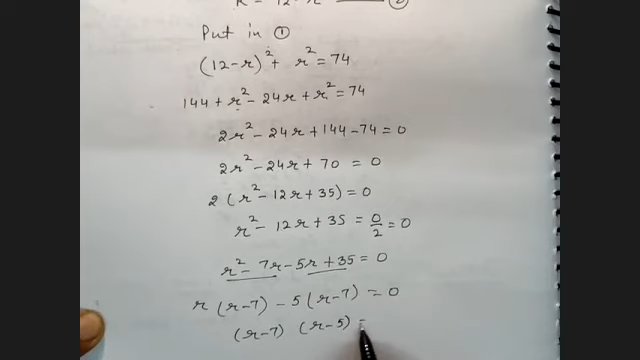 R = 12 - r ②
Put in ①
(12-r)² + r² = 74
144 + r² - 24r + r² = 74
2r² - 24r + 144 - 74 = 0
2r² - 24r + 70 = 0
2 (r² - 12r + 35) = 0
r² - 12r + 35 = 0/2 = 0
r² - 7r - 5r + 35 = 0
r (r-7) - 5 (r-7) = 0
(r-7) (r-5) =